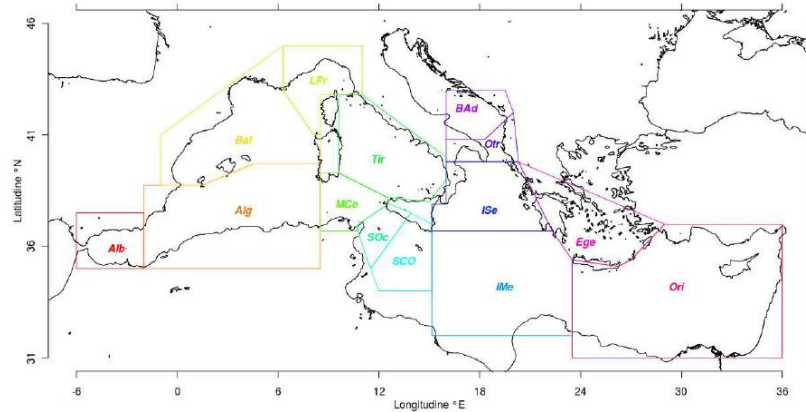 46
LPr
BAd
41
Bal
Otr
Tir
Latitudine °N
MCe
Alg
ISe
Alb
SOc
Ege
36
SCO
IMe
Ori
31
-6 0 6 12 18 24 30 36
Longitudine °E